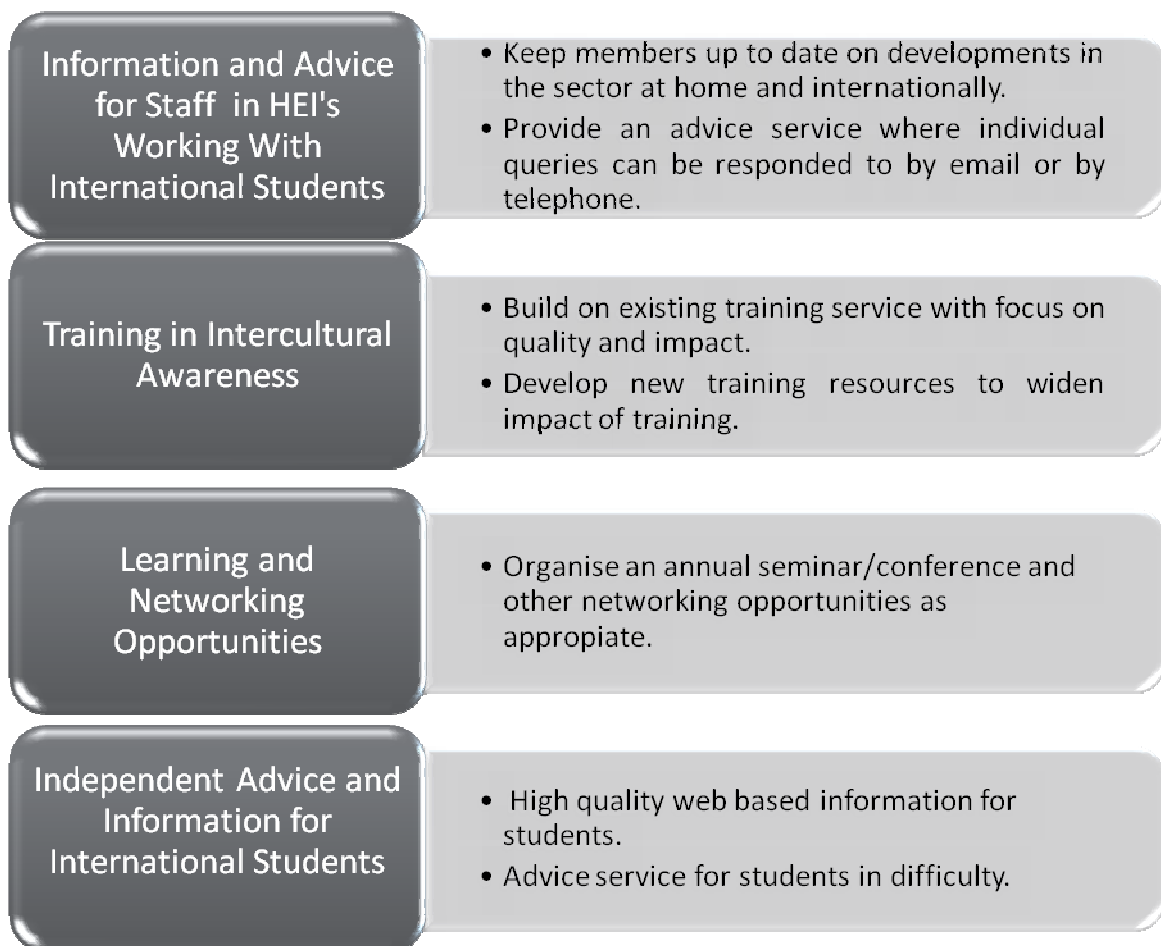 Information and Advice
for Staff in HEI's
Working With
International Students
• Keep members up to date on developments in
the sector at home and internationally.
• Provide an advice service where individual
queries can be responded to by email or by
telephone.
Training in Intercultural
Awareness
• Build on existing training service with focus on
quality and impact.
• Develop new training resources to widen
impact of training.
Learning and
Networking
Opportunities
• Organise an annual seminar/conference and
other networking opportunities as
appropiate.
Independent Advice and
Information for
International Students
• High quality web based information for
students.
• Advice service for students in difficulty.